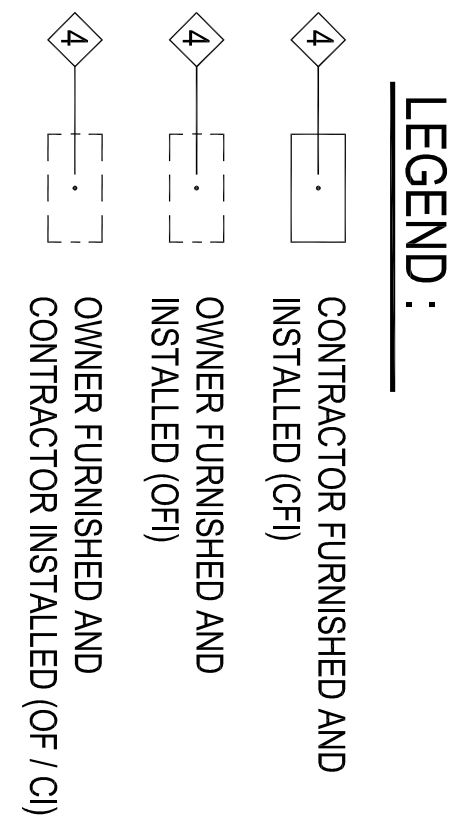 LEGEND :
4
CONTRACTOR FURNISHED AND
INSTALLED (CFI)
4
OWNER FURNISHED AND
INSTALLED (OFI)
4
OWNER FURNISHED AND
CONTRACTOR INSTALLED (OF / CI)